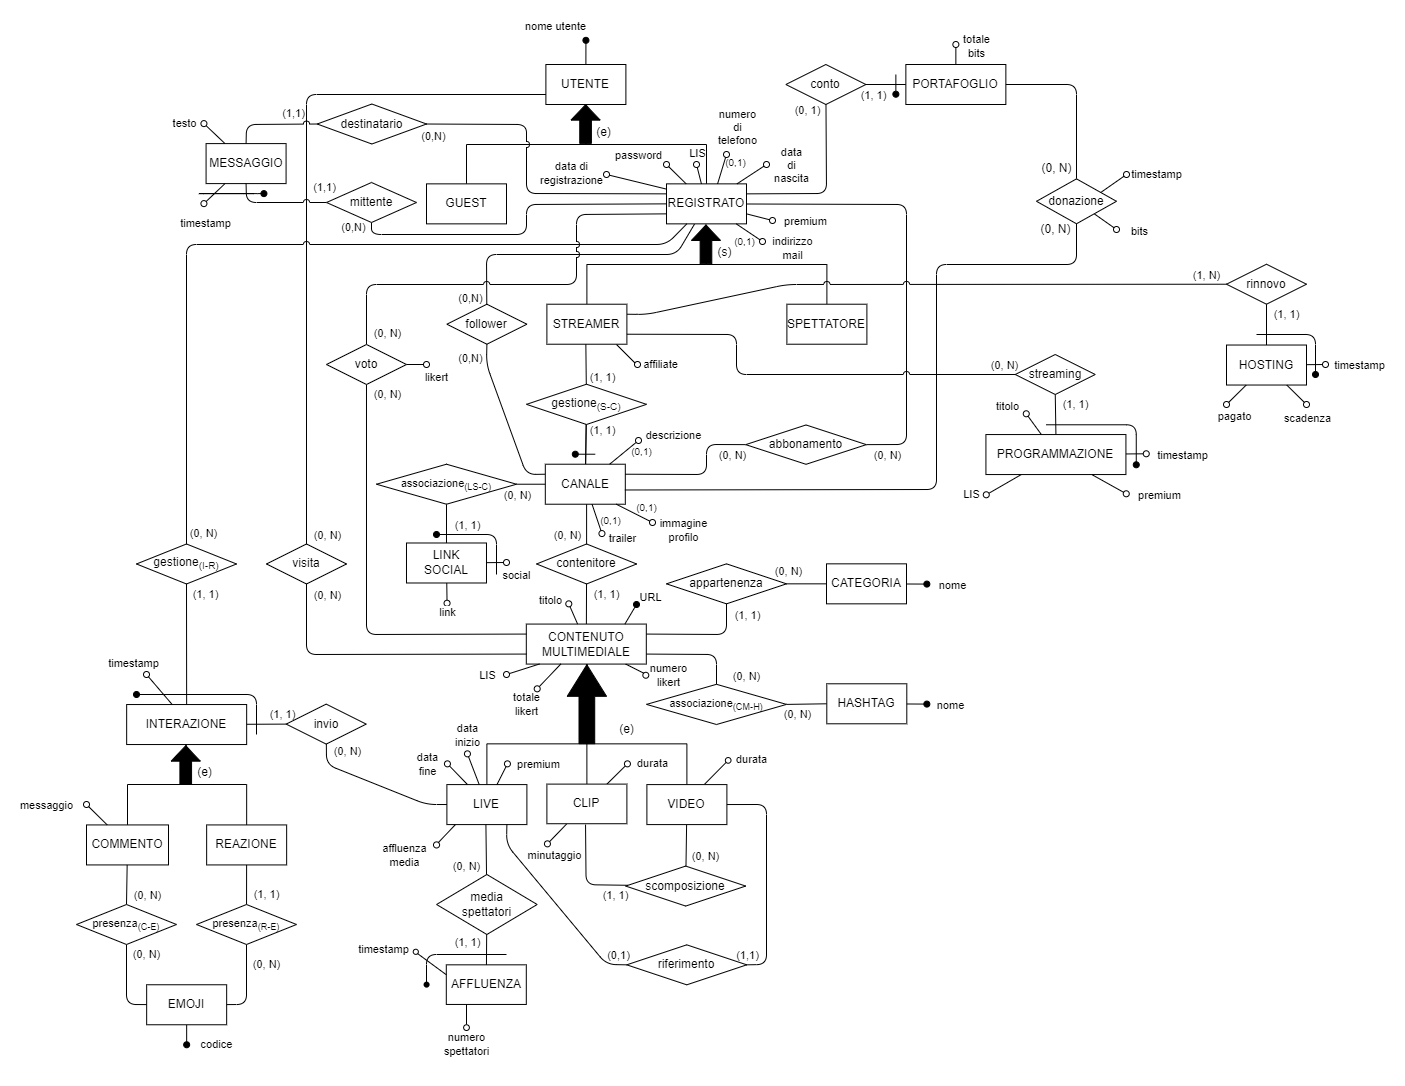 nome utente
UTENTE
(e)
totale
bits
PORTAFOGLIO
conto
(1, 1)
(0, 1)
testo
(1,1)
destinatario
(0,N)
MESSAGGIO
timestamp
(1,1)
mittente
(0,N)
GUEST
data di
registrazione
password
LIS
numero
di
telefono
(0,1)
data
di
nascita
REGISTRATO
premium
(0,1)
indirizzo
mail
(s)
(0, N)
timestamp
donazione
(0, N)
bits
(1, N)
rinnovo
(1, 1)
HOSTING
timestamp
pagato
scadenza
(0,N)
follower
(0,N)
STREAMER
SPETTATORE
affiliate
(0, N)
voto
likert
(0, N)
(0, N)
streaming
(1, 1)
titolo
PROGRAMMAZIONE
timestamp
LIS
premium
(1, 1)
gestione(S-C)
(1, 1)
descrizione
(0,1)
abbonamento
(0, N)
(0, N)
associazione(LS-C)
(0, N)
CANALE
(0,1)
immagine
profilo
(0,1)
trailer
(1, 1)
LINK
SOCIAL
social
link
(0, N)
contenitore
(1, 1)
(0, N)
gestione(I-R)
(1, 1)
(0, N)
visita
(0, N)
appartenenza
(0, N)
(1, 1)
CATEGORIA
nome
titolo
URL
CONTENUTO
MULTIMEDIALE
LIS
totale
likert
numero
likert
(0, N)
associazione(CM-H)
(0, N)
HASHTAG
nome
(e)
timestamp
INTERAZIONE
(1, 1)
invio
(0, N)
(e)
messaggio
COMMENTO
REAZIONE
(0, N)
presenza(C-E)
(0, N)
(1, 1)
presenza(R-E)
(0, N)
EMOJI
codice
data
fine
data
inizio
premium
LIVE
affluenza
media
durata
CLIP
minutaggio
durata
VIDEO
(0, N)
scomposizione
(1, 1)
(0, N)
media
spettatori
(1, 1)
timestamp
AFFLUENZA
numero
spettatori
(0,1)
riferimento
(1,1)